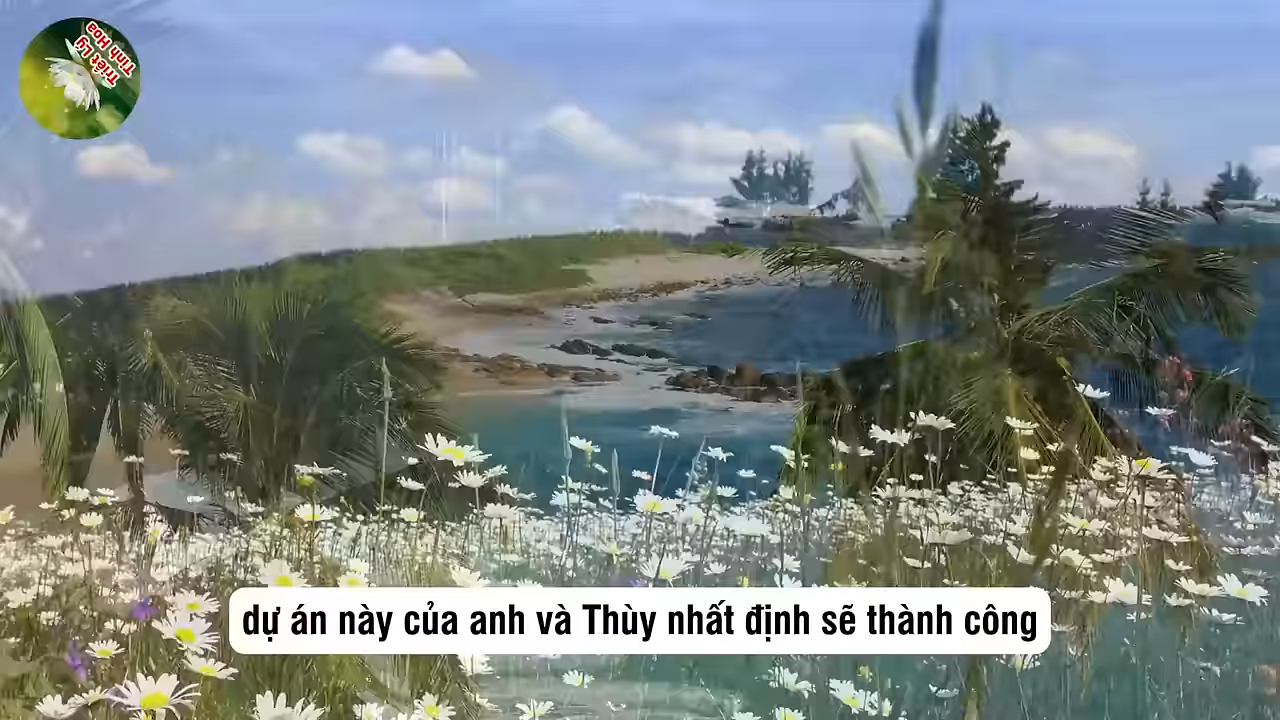 Triết Lý
Tinh Hoa
dự án này của anh và Thùy nhất định sẽ thành công